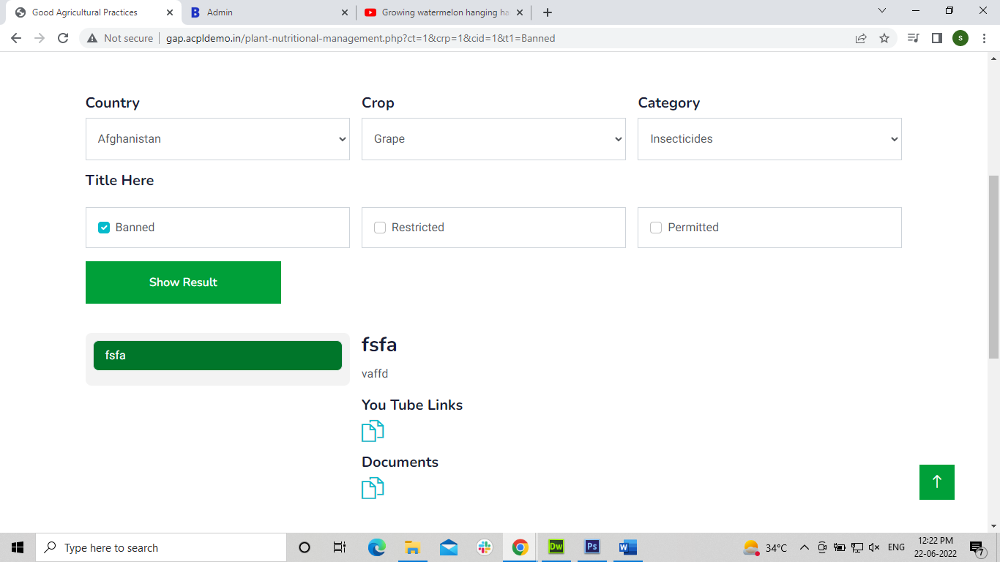 Good Agricultural Practices
B Admin
Growing watermelon hanging ha
Not secure gap.acpldemo.in/plant-nutritional-management.php?ct=1&crp=1&cid=1&t1=Banned
s
Country Crop Category
Afghanistan Grape Insecticides
Title Here
Banned Restricted Permitted
Show Result
fsfa
fsfa
vaffd
You Tube Links
Documents
Type here to search
Dw Ps W
34°C ENG
12:22 PM
22-06-2022
7